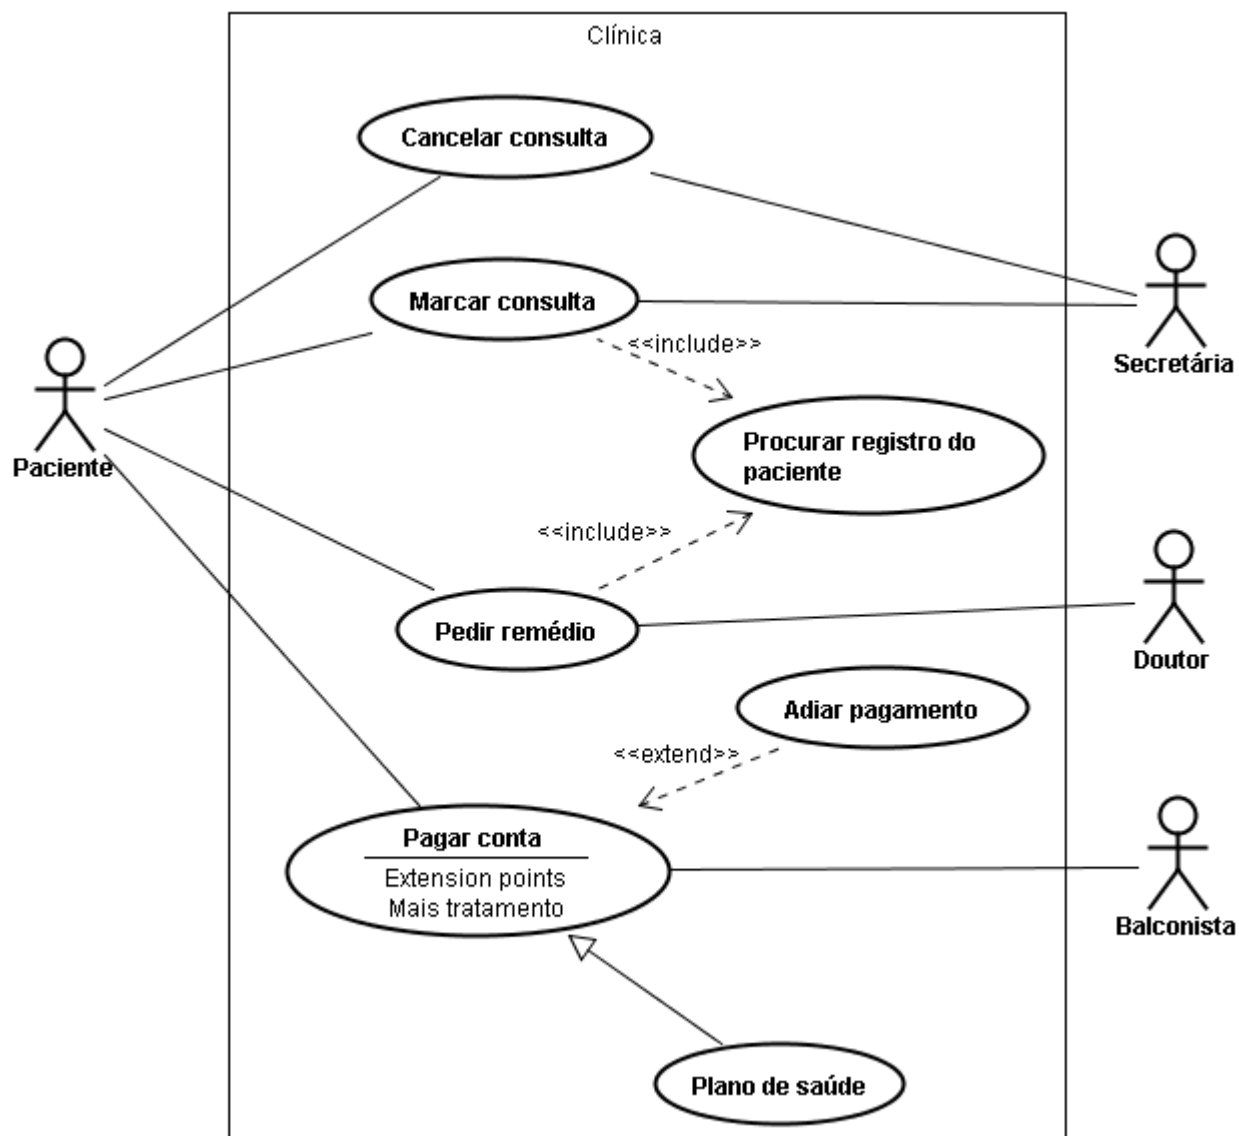 Clínica
Cancelar consulta
Marcar consulta
<<include>>
Secretária
Procurar registro do
paciente
Paciente
<<include>>
Pedir remédio
Doutor
Adiar pagamento
<<extend>>
Pagar conta
Extension points
Mais tratamento
Balconista
Plano de saúde